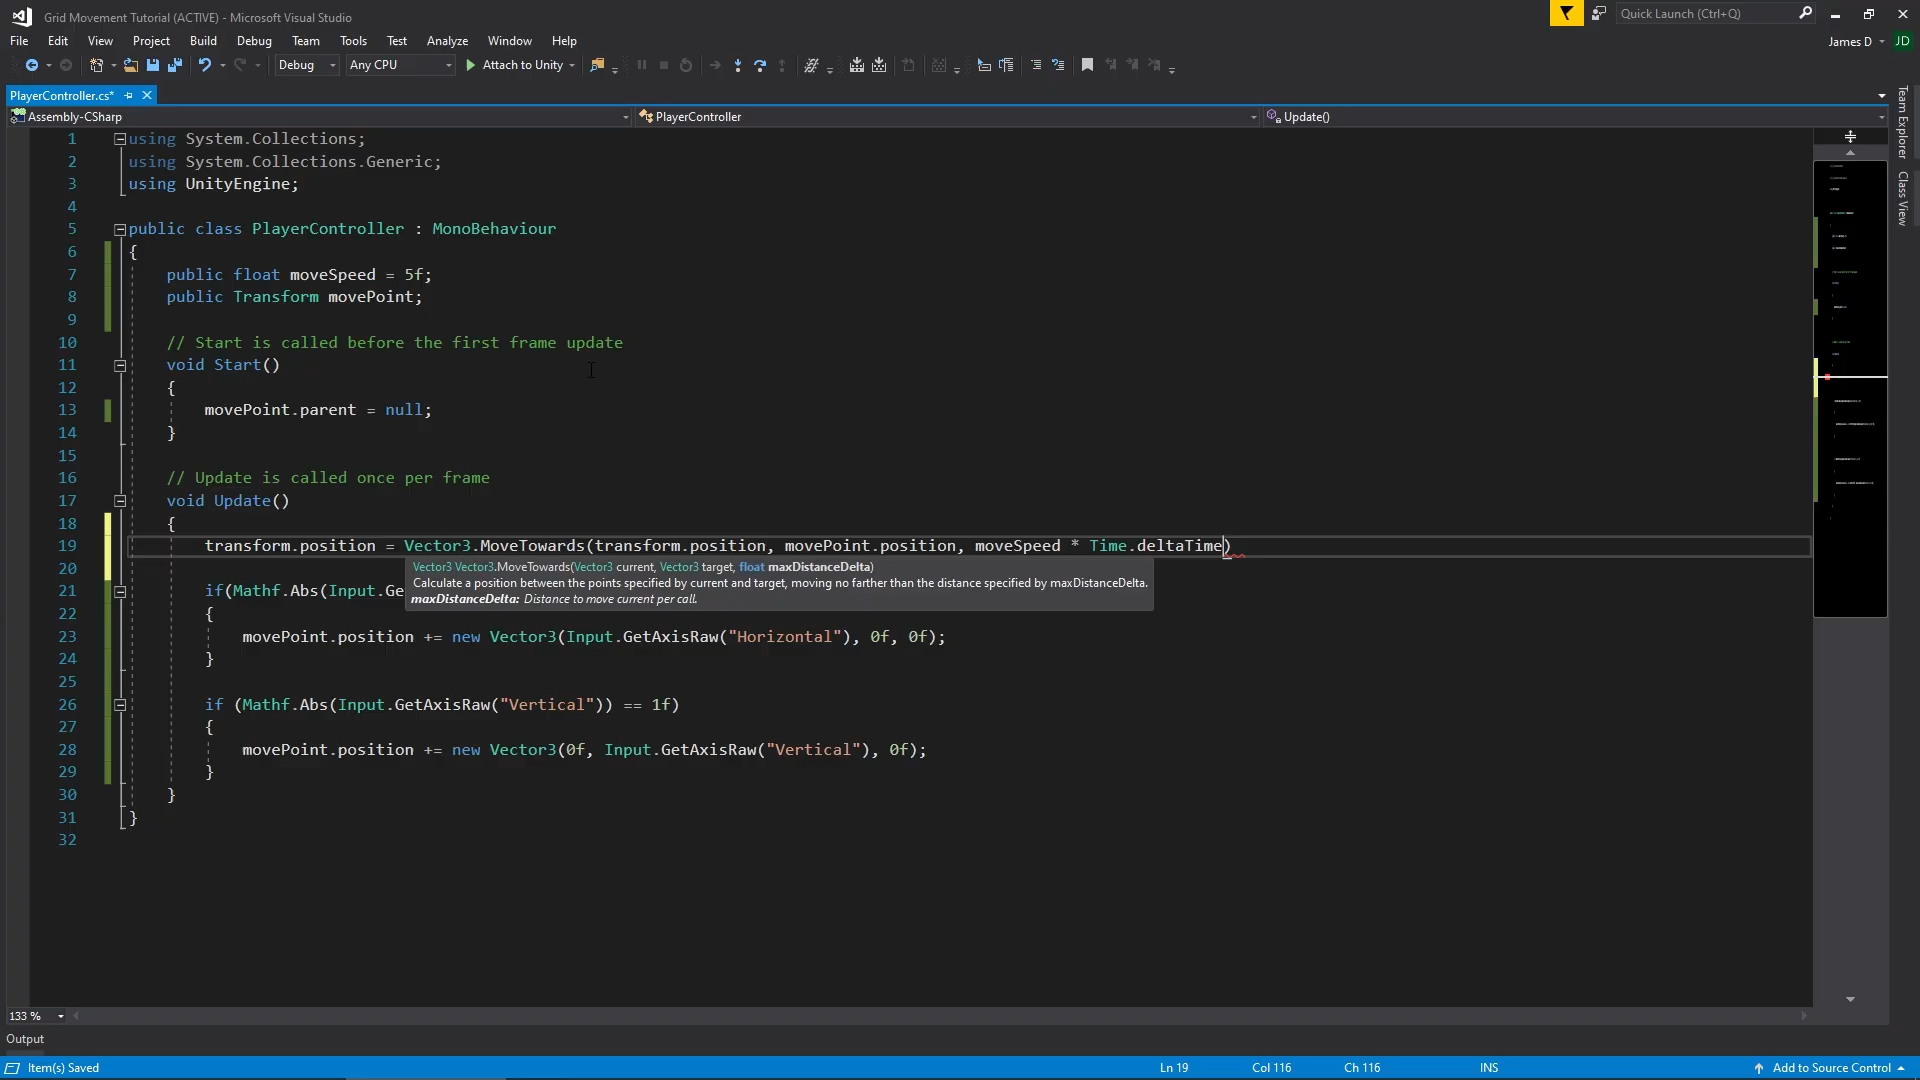 Grid Movement Tutorial (ACTIVE) - Microsoft Visual Studio
Quick Launch (Ctrl+Q)
File Edit View Project Build Debug Team Tools Test Analyze Window Help
James D JD
Debug Any CPU Attach to Unity
PlayerController.cs*
Team Explorer
Class View
Assembly-CSharp PlayerController Update()
1 using System.Collections;
2 using System.Collections.Generic;
3 using UnityEngine;
4
5 public class PlayerController : MonoBehaviour
6 {
7 public float moveSpeed = 5f;
8 public Transform movePoint;
9
10 // Start is called before the first frame update
11 void Start()
12 {
13 movePoint.parent = null;
14 }
15
16 // Update is called once per frame
17 void Update()
18 {
19 transform.position = Vector3.MoveTowards(transform.position, movePoint.position, moveSpeed * Time.deltaTime)
Vector3 Vector3.MoveTowards(Vector3 current, Vector3 target, float maxDistanceDelta)
20
Calculate a position between the points specified by current and target, moving no farther than the distance specified by maxDistanceDelta.
21 if(Mathf.Abs(Input.Ge
maxDistanceDelta: Distance to move current per call.
22 {
23 movePoint.position += new Vector3(Input.GetAxisRaw("Horizontal"), 0f, 0f);
24 }
25
26 if (Mathf.Abs(Input.GetAxisRaw("Vertical")) == 1f)
27 {
28 movePoint.position += new Vector3(0f, Input.GetAxisRaw("Vertical"), 0f);
29 }
30 }
31 }
32
133 %
Output
Item(s) Saved Ln 19 Col 116 Ch 116 INS Add to Source Control